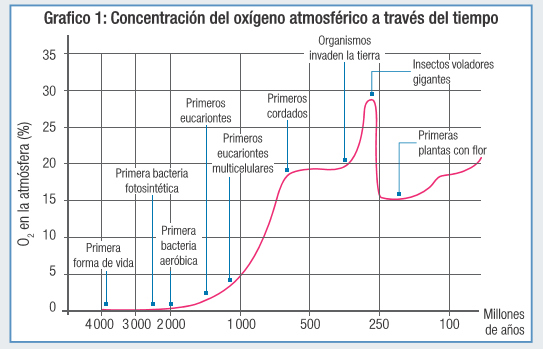 Grafico 1: Concentración del oxígeno atmosférico a través del tiempo
O2 en la atmósfera (%)
35
30
25
20
15
10
5
0
Primera
forma de vida
Primera bacteria
fotosintética
Primera
bacteria
aeróbica
Primeros
eucariontes
Primeros
eucariontes
multicelulares
Primeros
cordados
Organismos
invaden la tierra
Insectos voladores
gigantes
Primeras
plantas con flor
4 000 3 000 2 000 1 000 500 250 100
Millones
de años